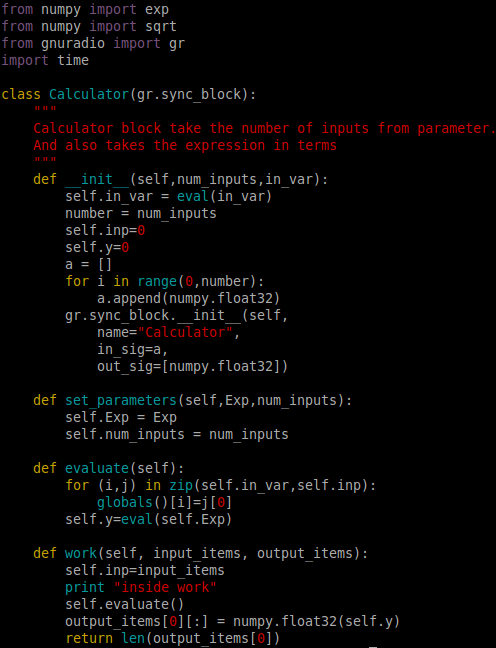 from numpy import exp
from numpy import sqrt
from gnuradio import gr
import time

class Calculator(gr.sync_block):
    """
    Calculator block take the number of inputs from parameter.
    And also takes the expression in terms
    """
    def __init__(self,num_inputs,in_var):
        self.in_var = eval(in_var)
        number = num_inputs
        self.inp=0
        self.y=0
        a = []
        for i in range(0,number):
            a.append(numpy.float32)
        gr.sync_block.__init__(self,
            name="Calculator",
            in_sig=a,
            out_sig=[numpy.float32])

    def set_parameters(self,Exp,num_inputs):
        self.Exp = Exp
        self.num_inputs = num_inputs

    def evaluate(self):
        for (i,j) in zip(self.in_var,self.inp):
            globals()[i]=j[0]
        self.y=eval(self.Exp)

    def work(self, input_items, output_items):
        self.inp=input_items
        print "inside work"
        self.evaluate()
        output_items[0][:] = numpy.float32(self.y)
        return len(output_items[0])